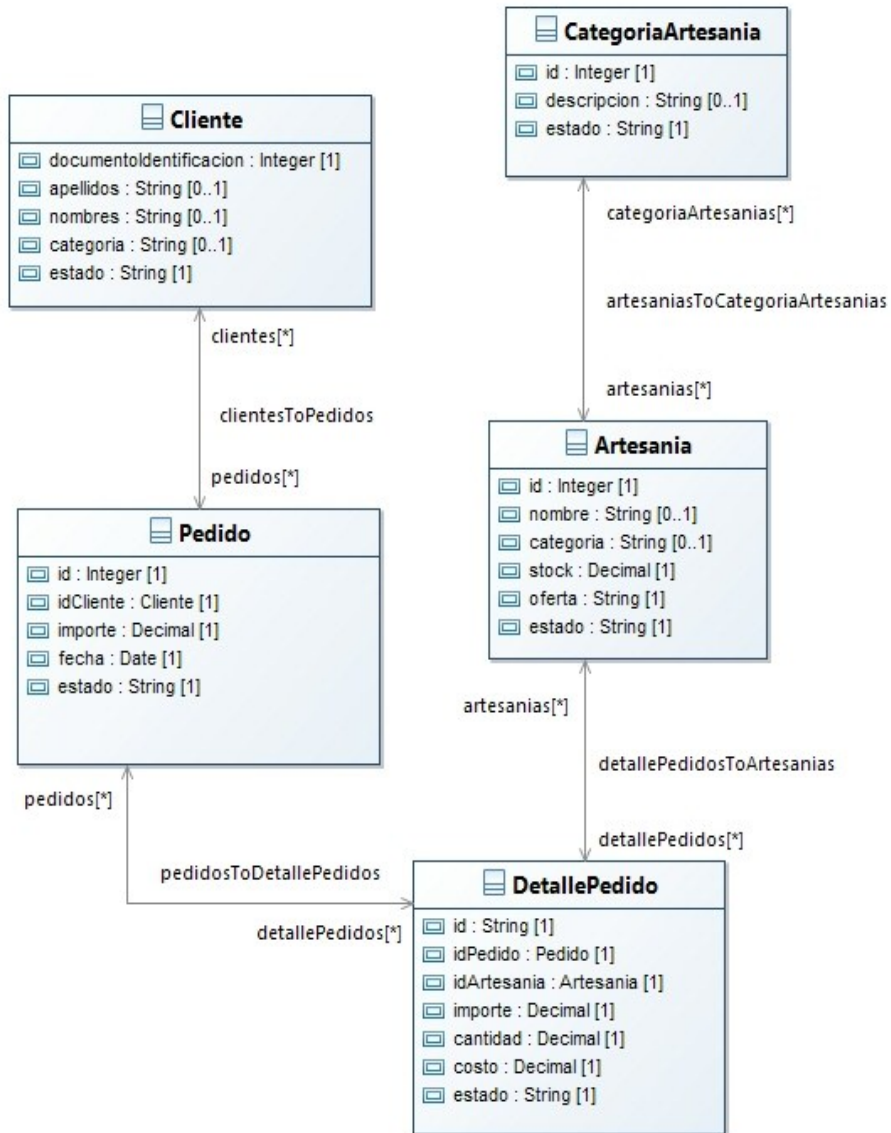 CategoriaArtesania
id : Integer [1]
descripcion : String [0..1]
estado : String [1]
Cliente
documentoIdentificacion : Integer [1]
apellidos : String [0..1]
nombres : String [0..1]
categoria : String [0..1]
estado : String [1]
categoriaArtesanias[*]
artesaniasToCategoriaArtesanias
artesanias[*]
clientes[*]
clientesToPedidos
pedidos[*]
Artesania
id : Integer [1]
nombre : String [0..1]
categoria : String [0..1]
stock : Decimal [1]
oferta : String [1]
estado : String [1]
Pedido
id : Integer [1]
idCliente : Cliente [1]
importe : Decimal [1]
fecha : Date [1]
estado : String [1]
artesanias[*]
detallePedidosToArtesanias
detallePedidos[*]
pedidos[*]
pedidosToDetallePedidos
detallePedidos[*]
DetallePedido
id : String [1]
idPedido : Pedido [1]
idArtesania : Artesania [1]
importe : Decimal [1]
cantidad : Decimal [1]
costo : Decimal [1]
estado : String [1]